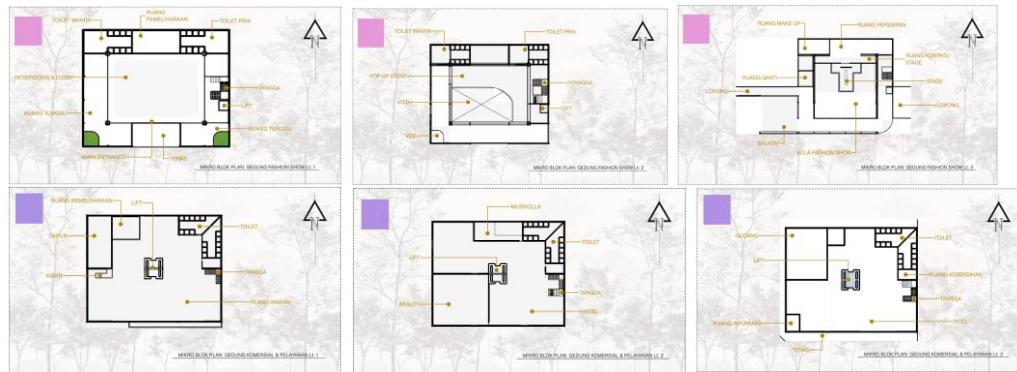 RUANG
PEMELIHARAAN
TOILET WANITA
TOILET PRIA
N
RESEPSIONIS & LOBBY
TANGGA
LIFT
RUANG TUNGGU
RUANG TUNGGU
MAIN ENTRANCE
TERAS
MIKRO BLOK PLAN GEDUNG FASHION SHOW Lt. 1
TOILET WANITA
TOILET PRIA
N
POP UP STORE
TANGGA
VOID
LIFT
VOID
MIKRO BLOK PLAN GEDUNG FASHION SHOW Lt. 2
RUANG MAKE UP
RUANG PERSIAPAN
N
RUANG KONTROL
STAGE
RUANG GANTI
STAGE
LORONG
LORONG
BALKON
AULA FASHION SHOW
MIKRO BLOK PLAN GEDUNG FASHION SHOW Lt. 3
RUANG PEMELIHARAAN
LIFT
N
DAPUR
TOILET
KASIR
TANGGA
RUANG MAKAN
MIKRO BLOK PLAN GEDUNG KOMERSIAL & PELAYANAN Lt. 1
MUSHOLLA
N
TOILET
LIFT
TANGGA
BEAUTY
RITEL
MIKRO BLOK PLAN GEDUNG KOMERSIAL & PELAYANAN Lt. 2
GUDANG
TOILET
N
LIFT
RUANG KEBERSIHAN
TANGGA
RUANG INFORMASI
RITEL
TERAS
MIKRO BLOK PLAN GEDUNG KOMERSIAL & PELAYANAN Lt. 3